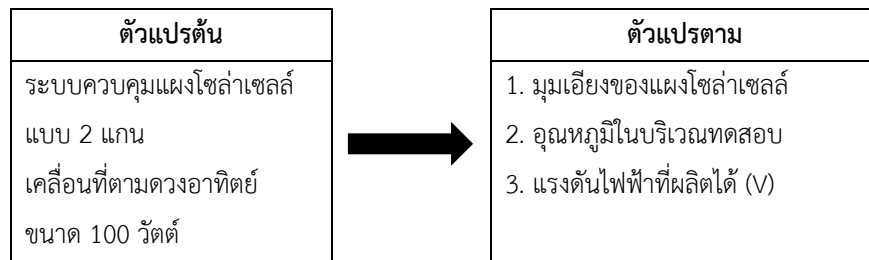 ตัวแปรต้น
ระบบควบคุมแผงโซล่าเซลล์
แบบ 2 แกน
เคลื่อนที่ตามดวงอาทิตย์
ขนาด 100 วัตต์
ตัวแปรตาม
1. มุมเอียงของแผงโซล่าเซลล์
2. อุณหภูมิในบริเวณทดสอบ
3. แรงดันไฟฟ้าที่ผลิตได้ (V)